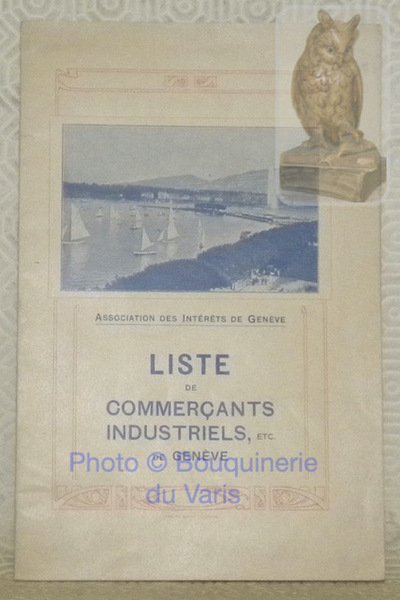 ASSOCIATION DES INTÉRÊTS DE GENÈVE
LISTE
DE
COMMERÇANTS
INDUSTRIELS, ETC.
DE GENÈVE
Photo © Bouquinerie
du Varis